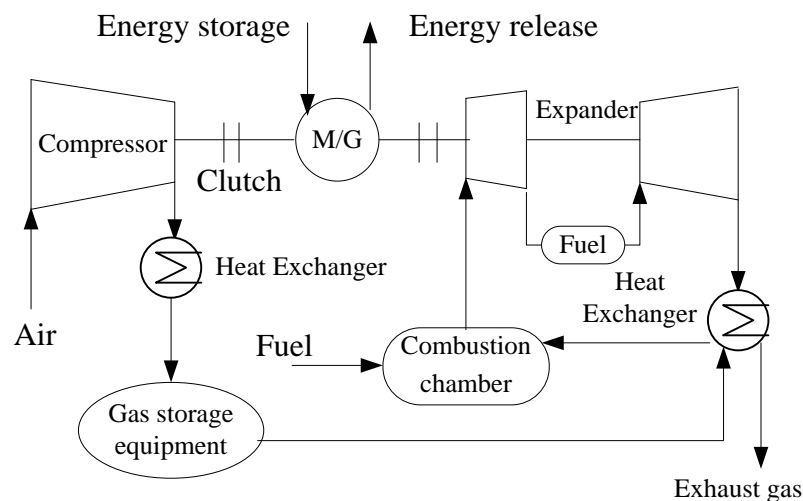 Energy storage
Energy release
Compressor
Clutch
M/G
Expander
Fuel
Heat Exchanger
Heat
Exchanger
Air
Fuel
Combustion
chamber
Gas storage
equipment
Exhaust gas